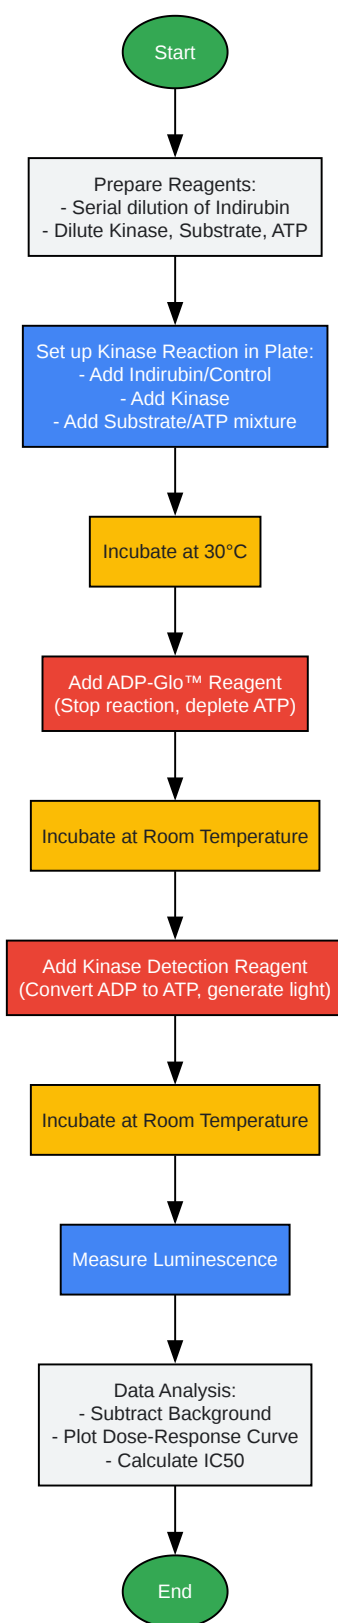 Start
Prepare Reagents:
- Serial dilution of Indirubin
- Dilute Kinase, Substrate, ATP
Set up Kinase Reaction in Plate:
- Add Indirubin/Control
- Add Kinase
- Add Substrate/ATP mixture
Incubate at 30°C
Add ADP-Glo™ Reagent
(Stop reaction, deplete ATP)
Incubate at Room Temperature
Add Kinase Detection Reagent
(Convert ADP to ATP, generate light)
Incubate at Room Temperature
Measure Luminescence
Data Analysis:
- Subtract Background
- Plot Dose-Response Curve
- Calculate IC50
End